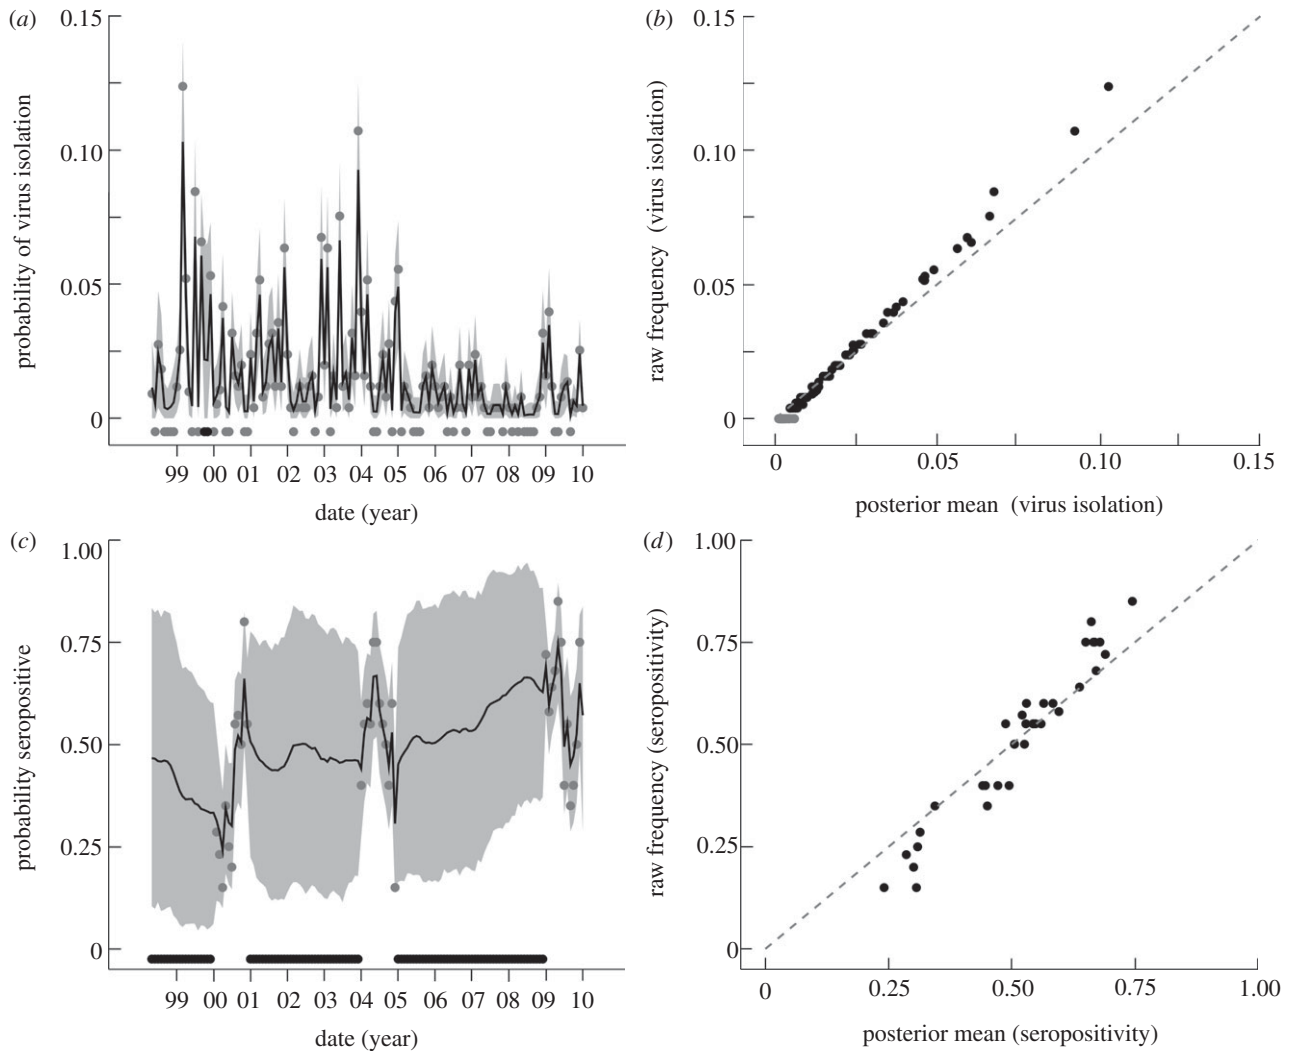 (a)
0.15
0.10
0.05
0
probability of virus isolation
99 00 01 02 03 04 05 06 07 08 09 10
date (year)
(b)
0.15
0.10
0.05
0
raw frequency (virus isolation)
0 0.05 0.10 0.15
posterior mean (virus isolation)
(c)
1.00
0.75
0.50
0.25
0
probability seropositive
99 00 01 02 03 04 05 06 07 08 09 10
date (year)
(d)
1.00
0.75
0.50
0.25
0
raw frequency (seropositivity)
0 0.25 0.50 0.75 1.00
posterior mean (seropositivity)